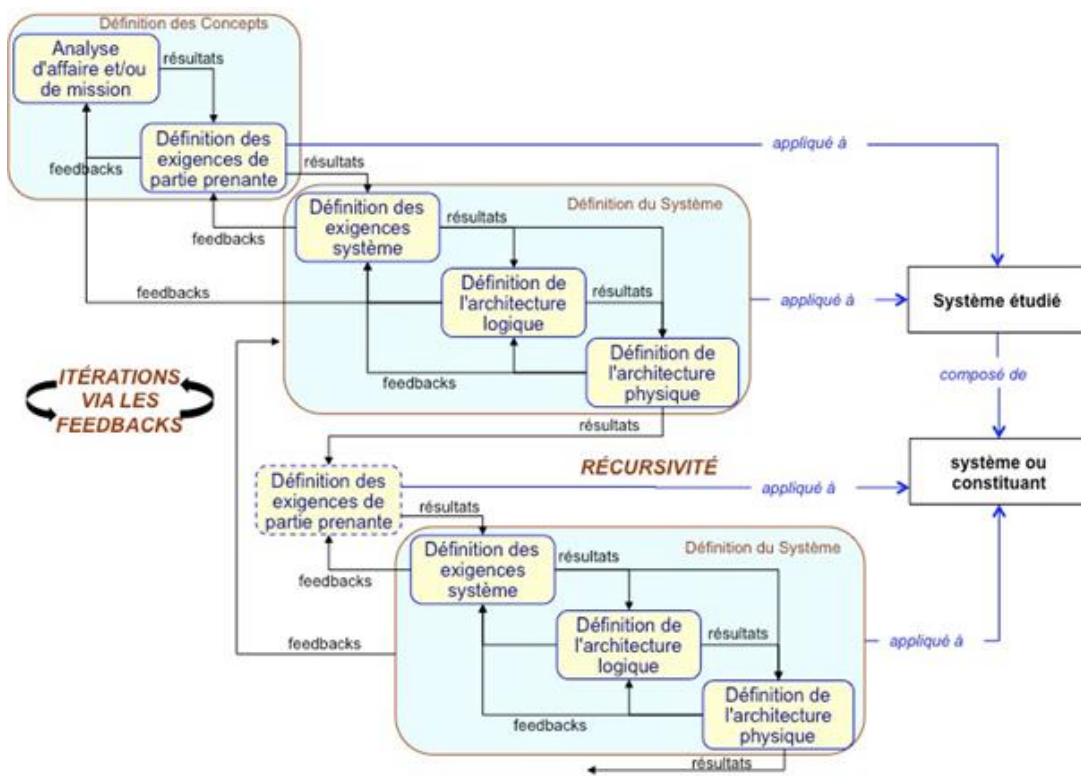 Définition des Concepts
Analyse
d'affaire et/ou
de mission
résultats
Définition des
exigences de
partie prenante
feedbacks
résultats
appliqué à
Définition du Système
Définition des
exigences
système
résultats
feedbacks
Définition de
l'architecture
logique
résultats
feedbacks
appliqué à
Système étudié
Définition de
l'architecture
physique
feedbacks
composé de
ITÉRATIONS
VIA LES
FEEDBACKS
résultats
RÉCURSIVITÉ
Définition des
exigences de
partie prenante
appliqué à
système ou
constituant
résultats
Définition du Système
Définition des
exigences
système
résultats
feedbacks
Définition de
l'architecture
logique
résultats
feedbacks
appliqué à
Définition de
l'architecture
physique
feedbacks
résultats